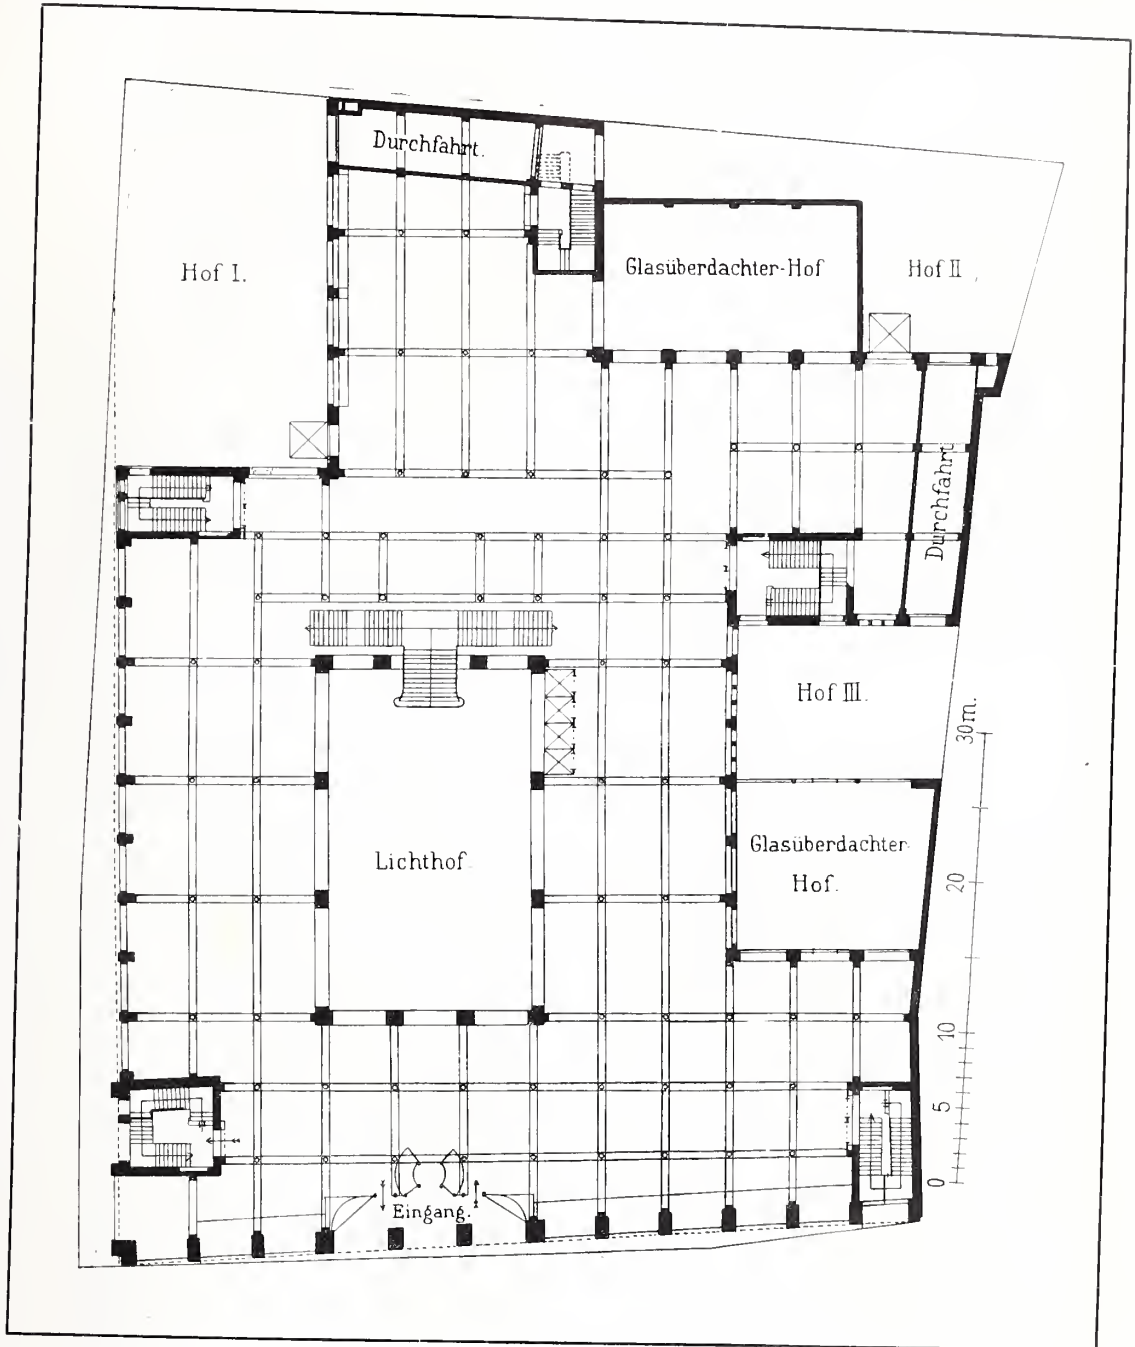 Durchfahrt.
Hof I.
Glasüberdachter-Hof
Hof II
Durchfahrt
Hof III.
30m.
Lichthof
Glasüberdachter-
Hof.
20
10
5
0
Eingang.